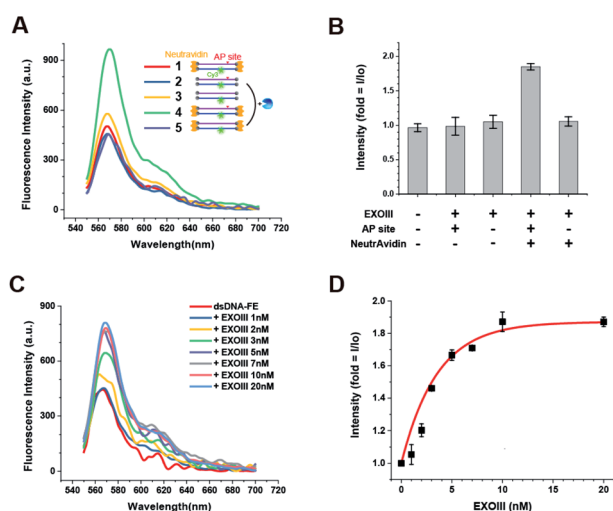 A
Fluorescence Intensity (a.u.)
900
600
300
0
540 560 580 600 620 640 660 680 700 720
Wavelength(nm)
Neutravidin
AP site
Cy3
1
2
3
4
5
+
B
Intensity (fold = I/Io)
2.0
1.5
1.0
0.5
0.0
EXOIII - + + + +
AP site - + - + -
NeutrAvidin - - - + +
C
Fluorescence Intensity (a.u.)
900
600
300
0
540 560 580 600 620 640 660 680 700 720
Wavelength(nm)
dsDNA-FE
+ EXOIII 1nM
+ EXOIII 2nM
+ EXOIII 3nM
+ EXOIII 5nM
+ EXOIII 7nM
+ EXOIII 10nM
+ EXOIII 20nM
D
Intensity (fold = I/Io)
2.0
1.8
1.6
1.4
1.2
1.0
0 5 10 15 20
EXOIII (nM)